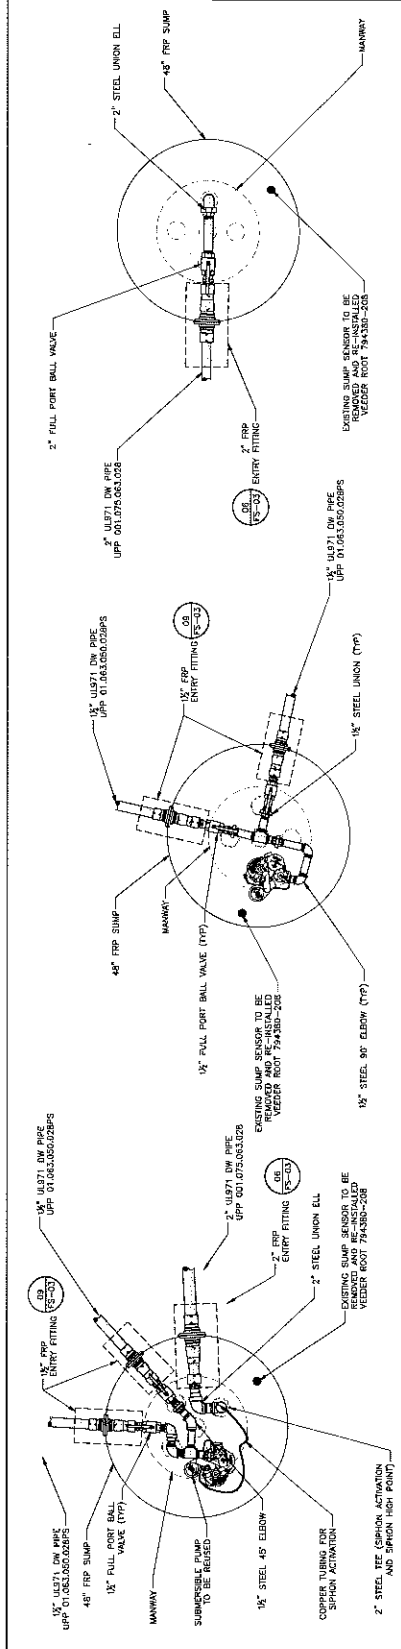 1½" UL971 DW PIPE
UPP 01.063.050.028PS
48" FRP SUMP
1½" FULL PORT BALL
VALVE (TYP)
MANWAY
SUBMERSIBLE PUMP
TO BE REUSED
1½" STEEL 45° ELBOW
COPPER TUBING FOR
SIPHON ACTIVATION
2" STEEL TEE (SIPHON ACTIVATION
AND SIPHON HIGH POINT)
09
FS-03
1½" FRP
ENTRY FITTING
1½" UL971 DW PIPE
UPP 01.063.050.028PS
2" UL971 DW PIPE
UPP 001.075.063.028
06
FS-03
2" FRP
ENTRY FITTING
2" STEEL UNION ELL
EXISTING SUMP SENSOR TO BE
REMOVED AND RE-INSTALLED
VEEDER ROOT 794380-208
48" FRP SUMP
MANWAY
1½" FULL PORT BALL VALVE (TYP)
EXISTING SUMP SENSOR TO BE
REMOVED AND RE-INSTALLED
VEEDER ROOT 794380-208
1½" STEEL 90° ELBOW (TYP)
1½" UL971 DW PIPE
UPP 01.063.050.028PS
09
FS-03
1½" FRP
ENTRY FITTING
1½" UL971 DW PIPE
UPP 01.063.050.028PS
1½" STEEL UNION (TYP)
2" FULL PORT BALL VALVE
2" UL971 DW PIPE
UPP 001.075.063.028
06
FS-03
2" FRP
ENTRY FITTING
2" STEEL UNION ELL
48" FRP SUMP
MANWAY
EXISTING SUMP SENSOR TO BE
REMOVED AND RE-INSTALLED
VEEDER ROOT 794380-208